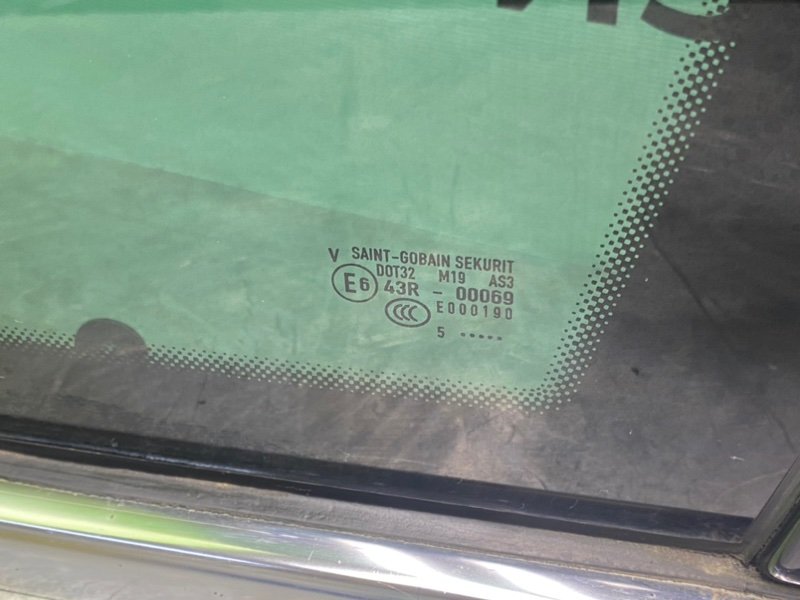 V SAINT-GOBAIN SEKURIT
DOT32 M19 AS3
E6 43R - 00069
CCC E000190
5 •••••